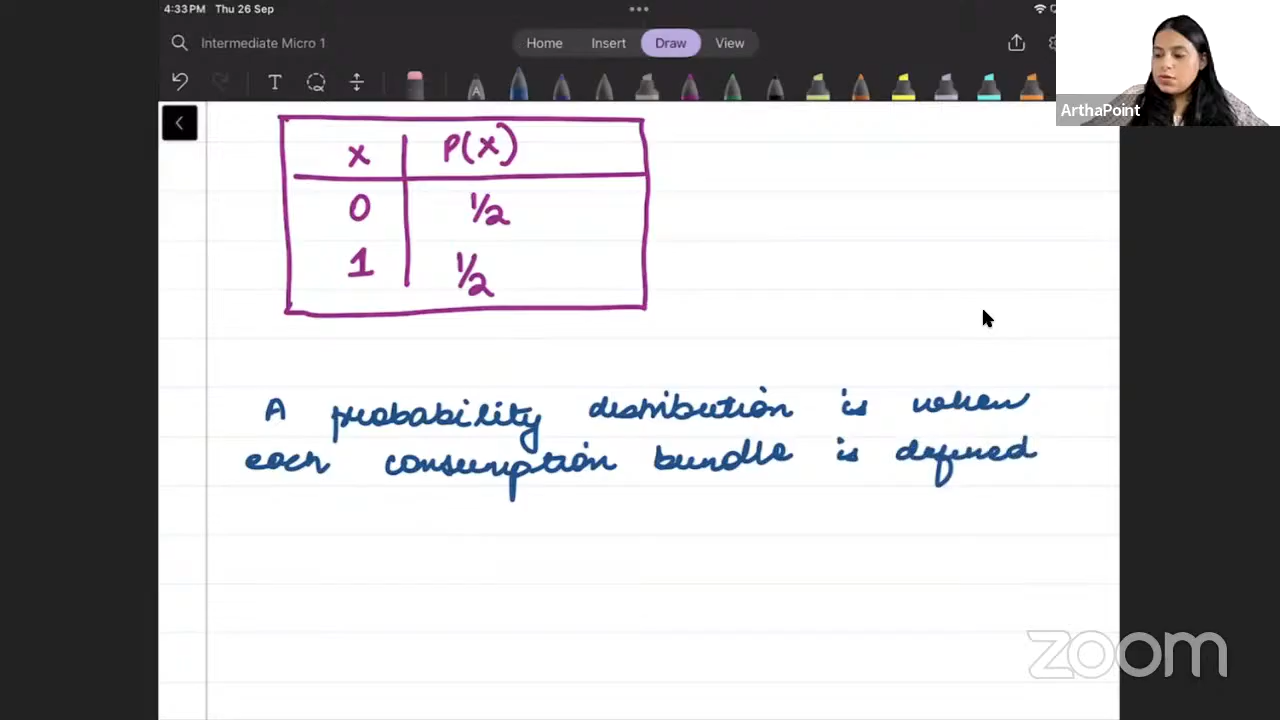 4:33 PM Thu 26 Sep
Intermediate Micro 1
Home Insert Draw View
T
A
ArthaPoint
x P(x)
0 1/2
1 1/2
A probability distribution is when
each consumption bundle is defined
zoom